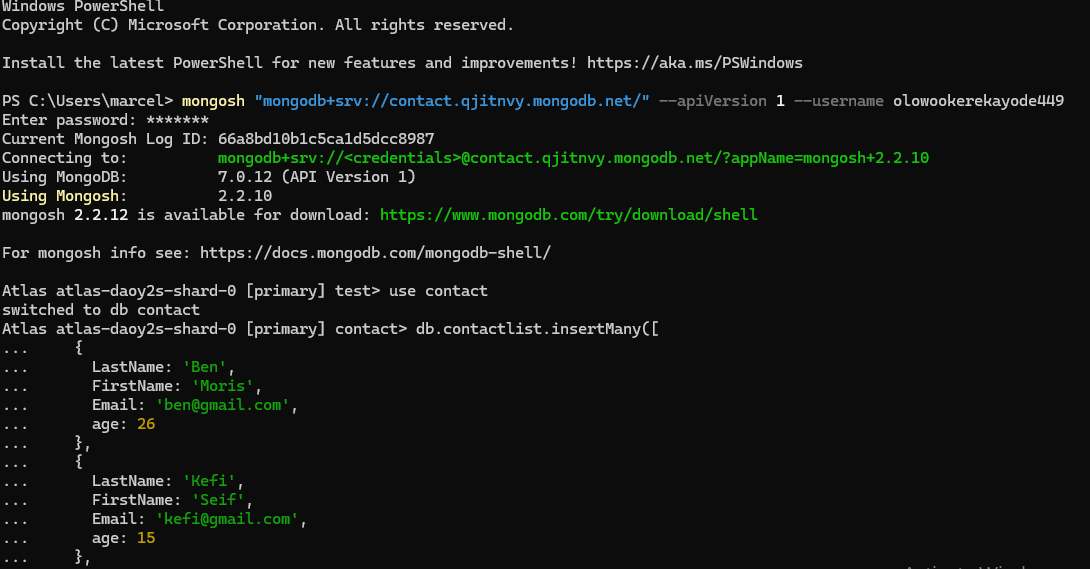 Windows PowerShell
Copyright (C) Microsoft Corporation. All rights reserved.
Install the latest PowerShell for new features and improvements! https://aka.ms/PSWindows
PS C:\Users\marcel> mongosh "mongodb+srv://contact.qjitnvy.mongodb.net/" --apiVersion 1 --username olowookerekayode449
Enter password: *******
Current Mongosh Log ID: 66a8bd10b1c5ca1d5dcc8987
Connecting to: mongodb+srv://<credentials>@contact.qjitnvy.mongodb.net/?appName=mongosh+2.2.10
Using MongoDB: 7.0.12 (API Version 1)
Using Mongosh: 2.2.10
mongosh 2.2.12 is available for download: https://www.mongodb.com/try/download/shell
For mongosh info see: https://docs.mongodb.com/mongodb-shell/
Atlas atlas-daoy2s-shard-0 [primary] test> use contact
switched to db contact
Atlas atlas-daoy2s-shard-0 [primary] contact> db.contactlist.insertMany([
... {
... LastName: 'Ben',
... FirstName: 'Moris',
... Email: 'ben@gmail.com',
... age: 26
... },
... {
... LastName: 'Kefi',
... FirstName: 'Seif',
... Email: 'kefi@gmail.com',
... age: 15
... },